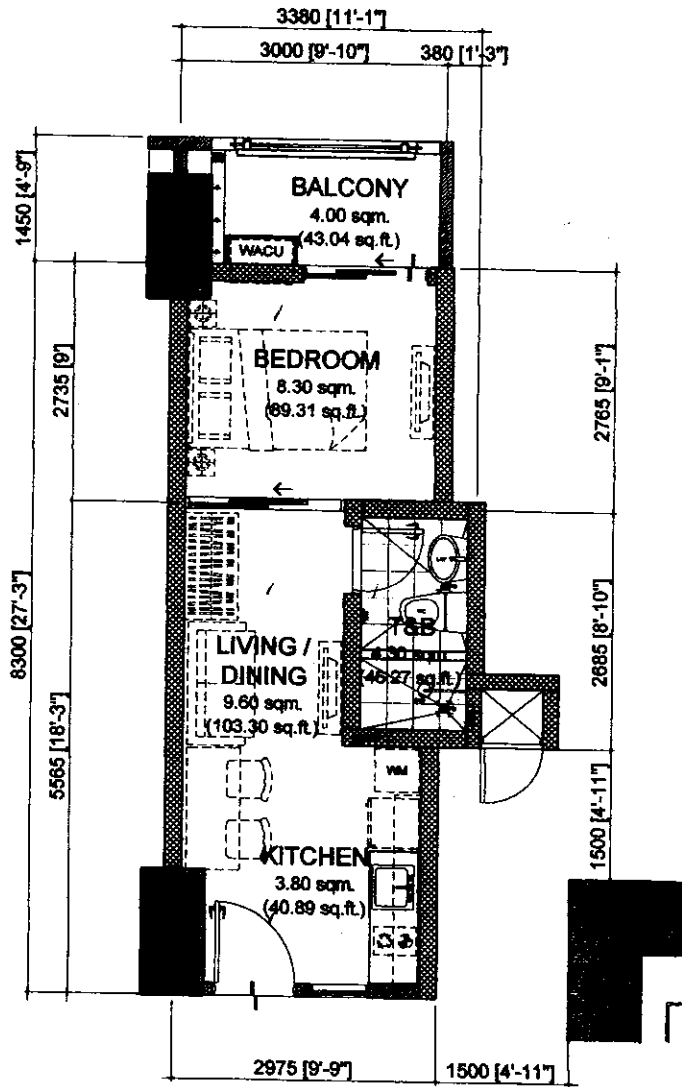 3380 [11'-1"]
3000 [9'-10"]
380 [1'-3"]
1450 [4'-9"]
BALCONY
4.00 sqm.
(43.04 sq.ft.)
WACU
2735 [9']
BEDROOM
8.30 sqm.
(89.31 sq.ft.)
2765 [9'-1"]
8300 [27'-3"]
5565 [18'-3"]
LIVING /
DINING
9.60 sqm.
(103.30 sq.ft.)
T&B
4.30 sqm.
(46.27 sq.ft.)
2685 [8'-10"]
WM
KITCHEN
3.80 sqm.
(40.89 sq.ft.)
1500 [4'-11"]
2975 [9'-9"]
1500 [4'-11"]